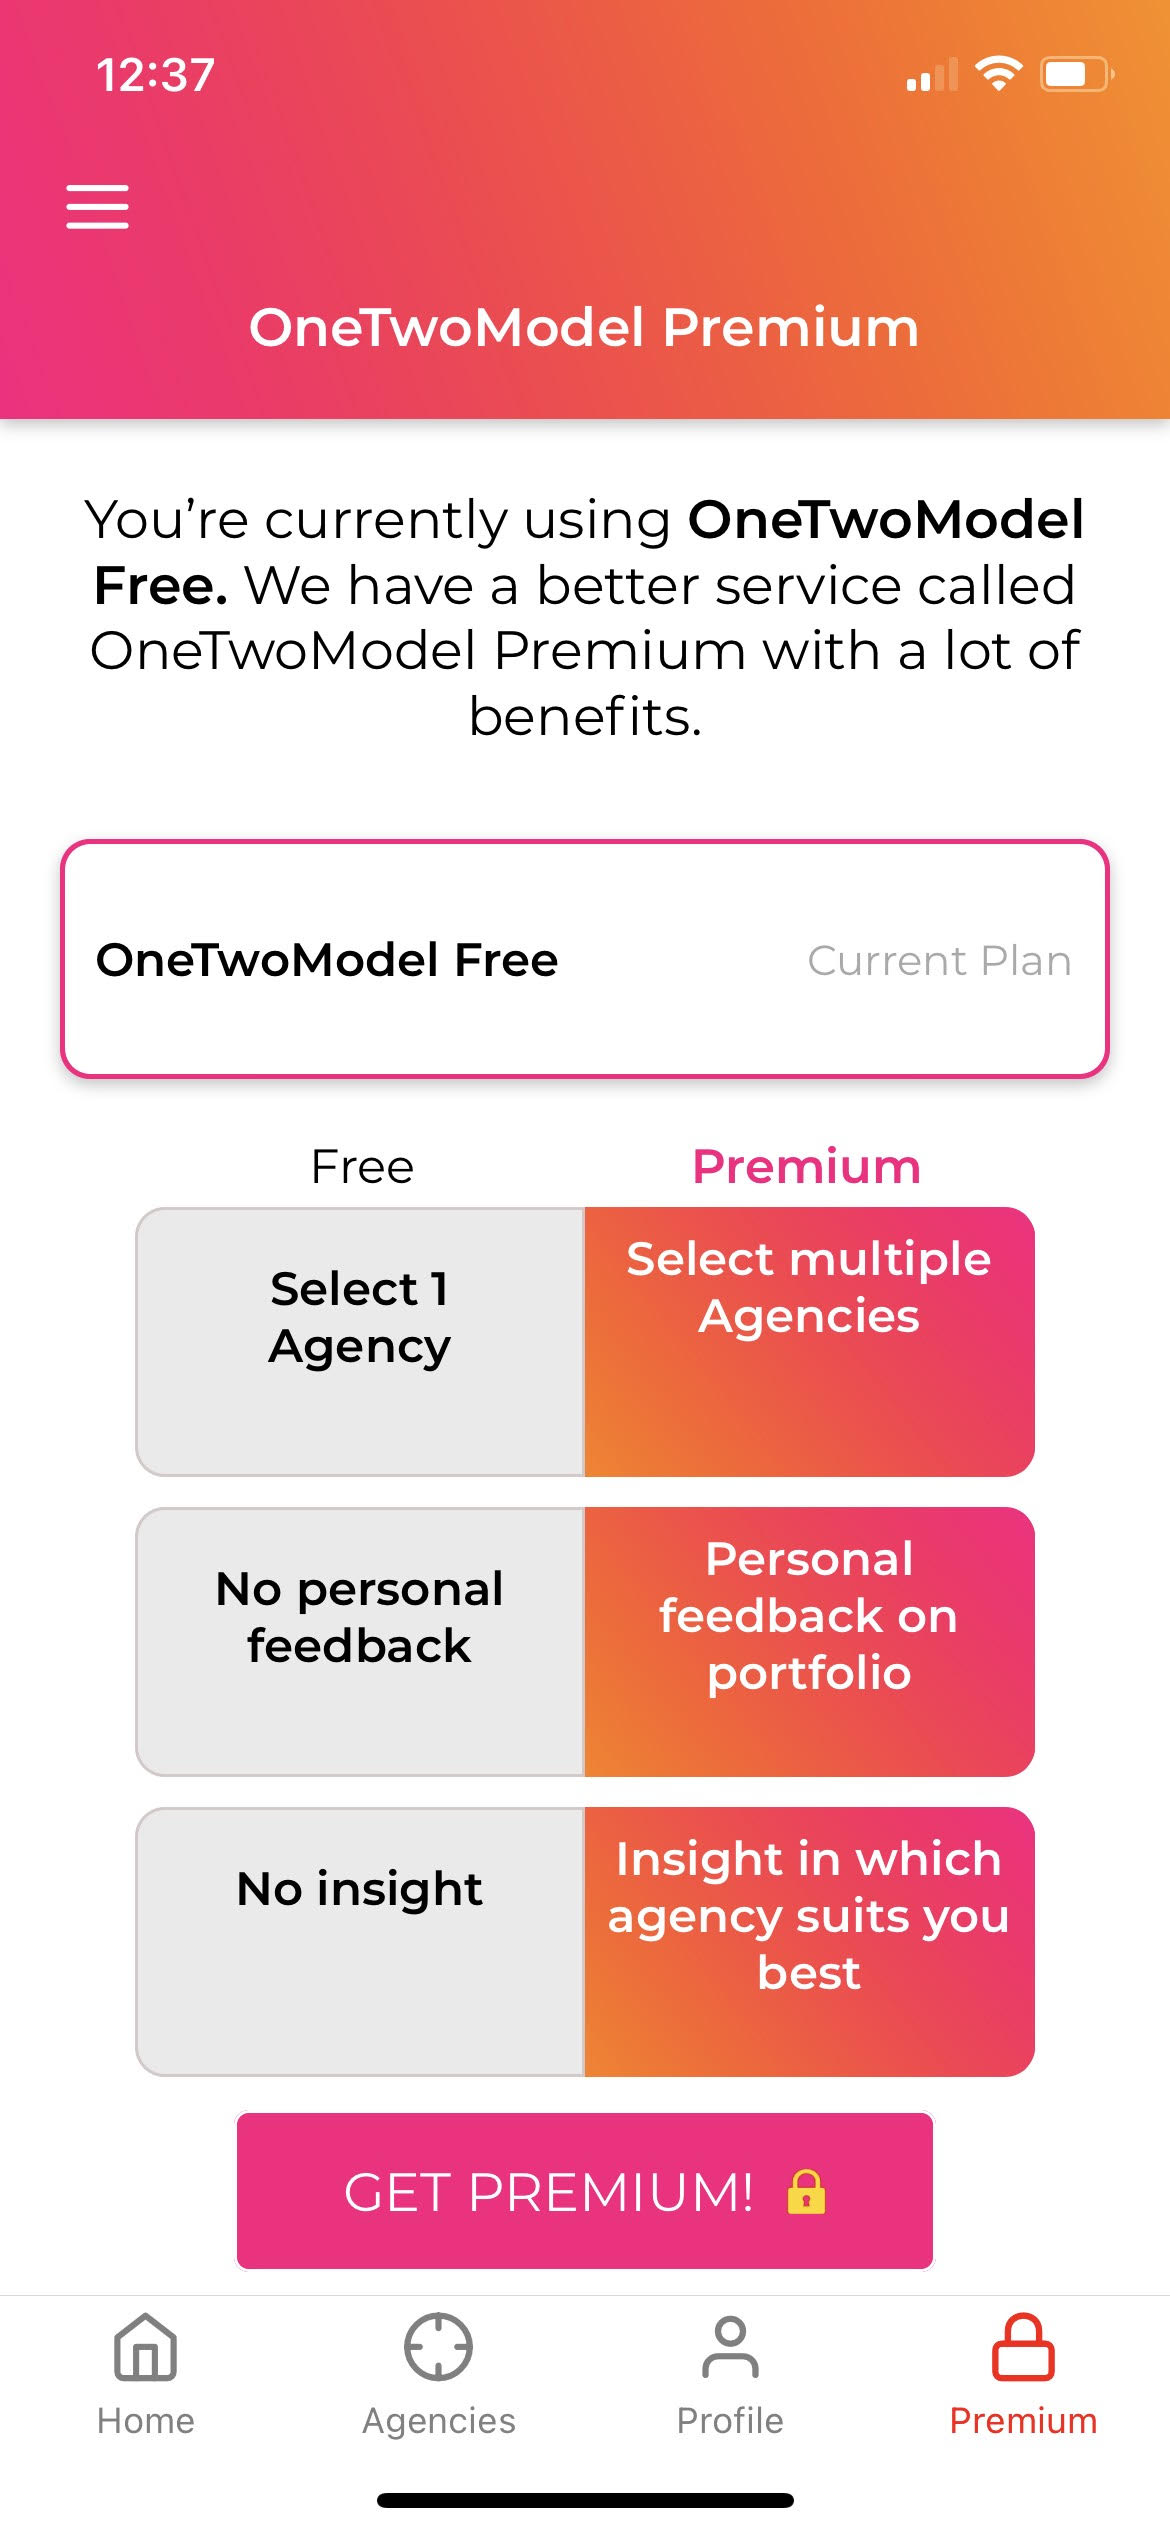 12:37
OneTwoModel Premium
You’re currently using OneTwoModel
Free. We have a better service called
OneTwoModel Premium with a lot of
benefits.
OneTwoModel Free
Current Plan
Free
Premium
Select 1
Agency
Select multiple
Agencies
No personal
feedback
Personal
feedback on
portfolio
No insight
Insight in which
agency suits you
best
GET PREMIUM! 🔒
Home
Agencies
Profile
Premium